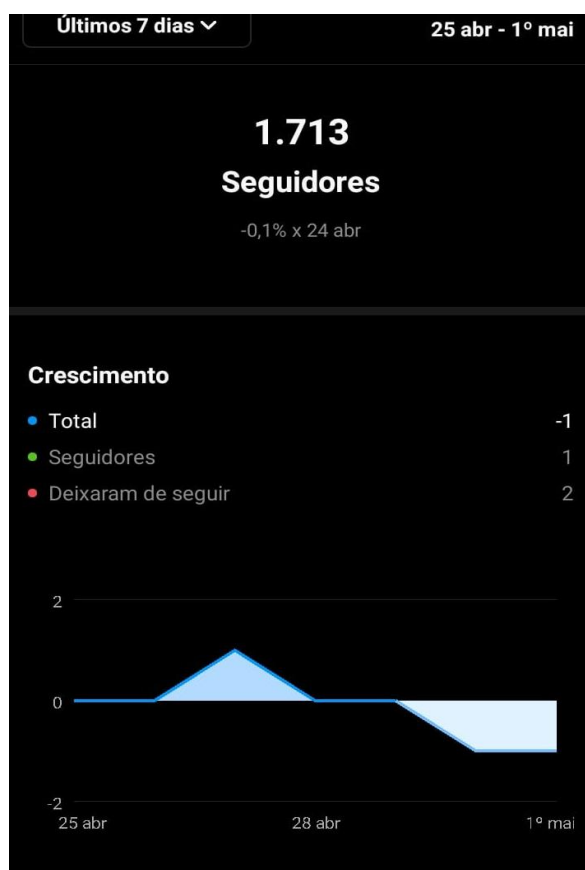 Últimos 7 dias
25 abr - 1º mai
1.713
Seguidores
-0,1% x 24 abr
Crescimento
Total -1
Seguidores 1
Deixaram de seguir 2
2
0
-2
25 abr 28 abr 1º mai